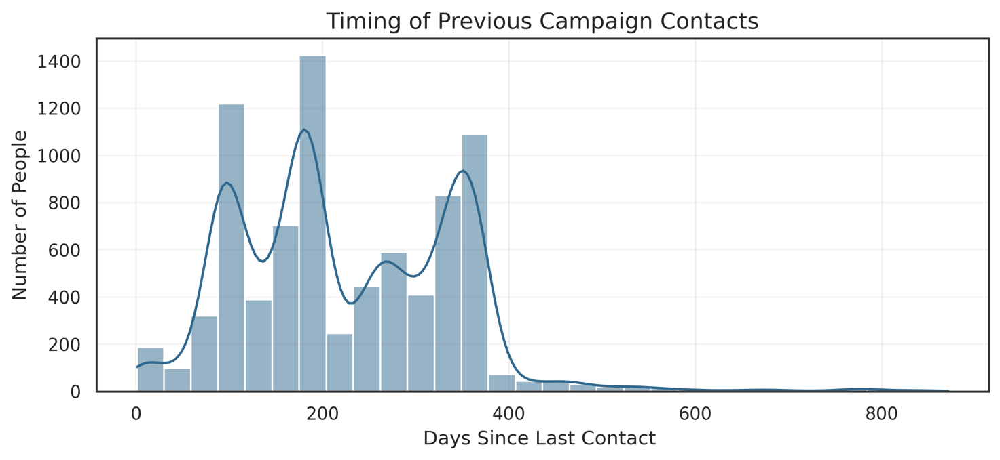 Timing of Previous Campaign Contacts
Number of People
1400
1200
1000
800
600
400
200
0
0 200 400 600 800
Days Since Last Contact